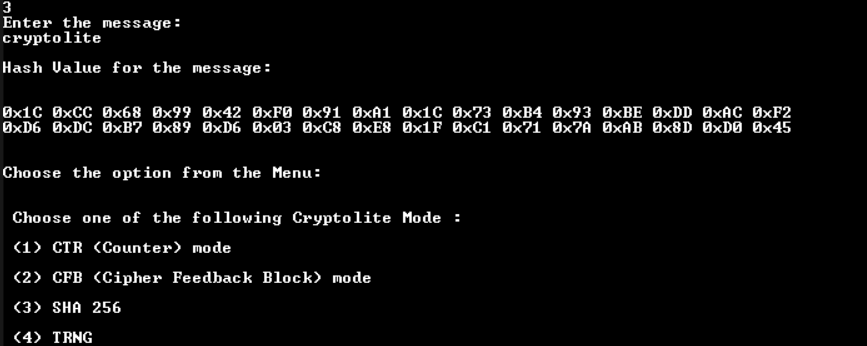 3
Enter the message:
cryptolite
Hash Value for the message:
0x1C 0xCC 0x68 0x99 0x42 0xF0 0x91 0xA1 0x1C 0x73 0xB4 0x93 0xBE 0xDD 0xAC 0xF2
0xD6 0xDC 0xB7 0x89 0xD6 0x03 0xC8 0xE8 0x1F 0xC1 0x71 0x7A 0xAB 0x8D 0xD0 0x45
Choose the option from the Menu:
Choose one of the following Cryptolite Mode :
(1) CTR (Counter) mode
(2) CFB (Cipher Feedback Block) mode
(3) SHA 256
(4) TRNG